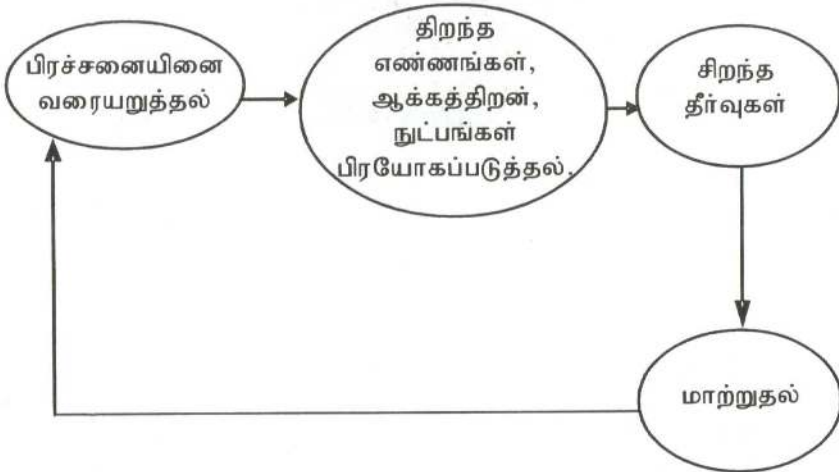 பிரச்சனையினை
வரையறுத்தல்
திறந்த
எண்ணங்கள்,
ஆக்கத்திறன்,
நுட்பங்கள்
பிரயோகப்படுத்தல்.
சிறந்த
தீர்வுகள்
மாற்றுதல்